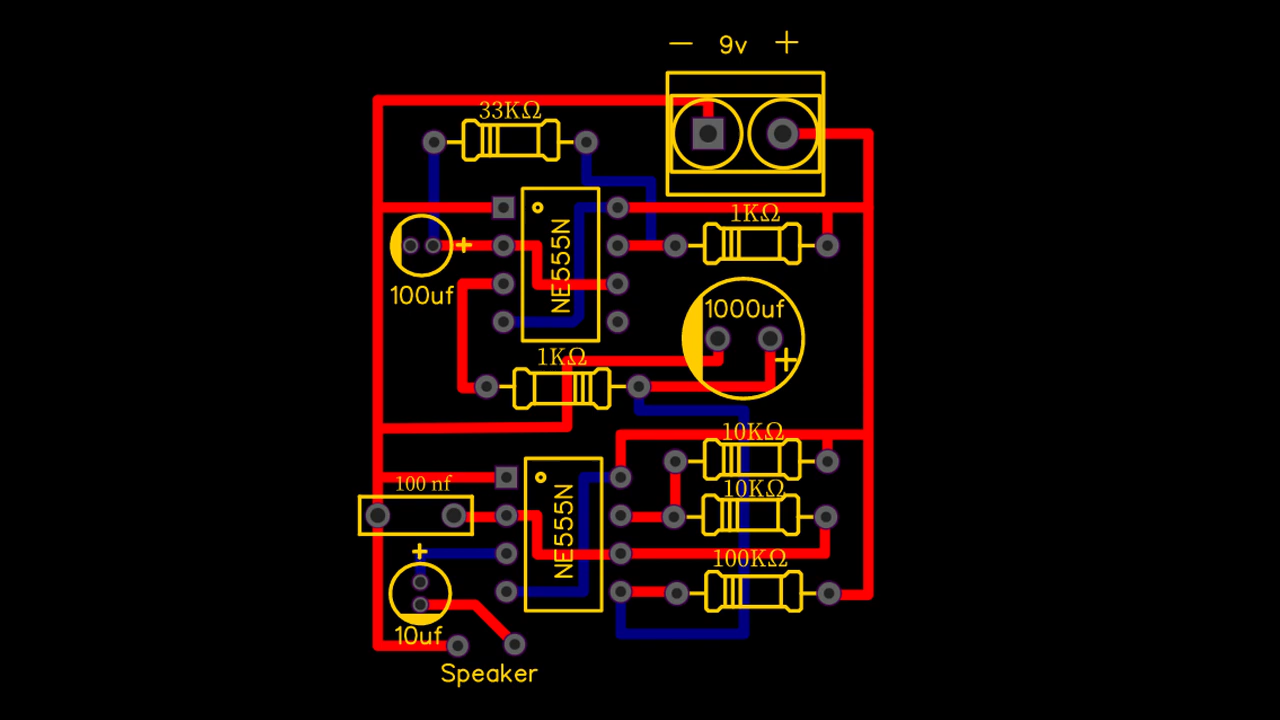 − 9v +
33KΩ
1KΩ
NE555N
+
100uf
1000uf
+
1KΩ
10KΩ
10KΩ
NE555N
100 nf
+
100KΩ
10uf
Speaker